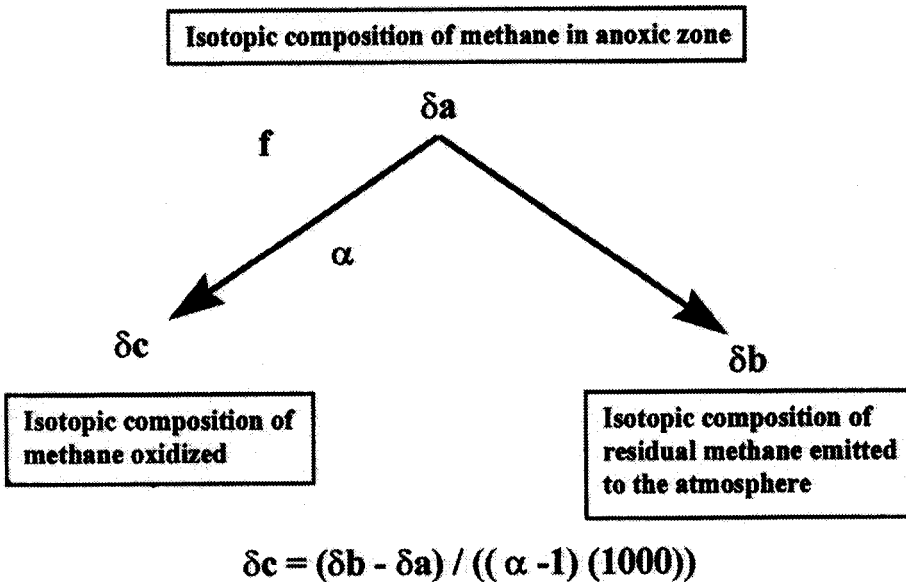 Isotopic composition of methane in anoxic zone
δa
f
α
δc
δb
Isotopic composition of
methane oxidized
Isotopic composition of
residual methane emitted
to the atmosphere
δc = (δb - δa) / (( α -1) (1000))